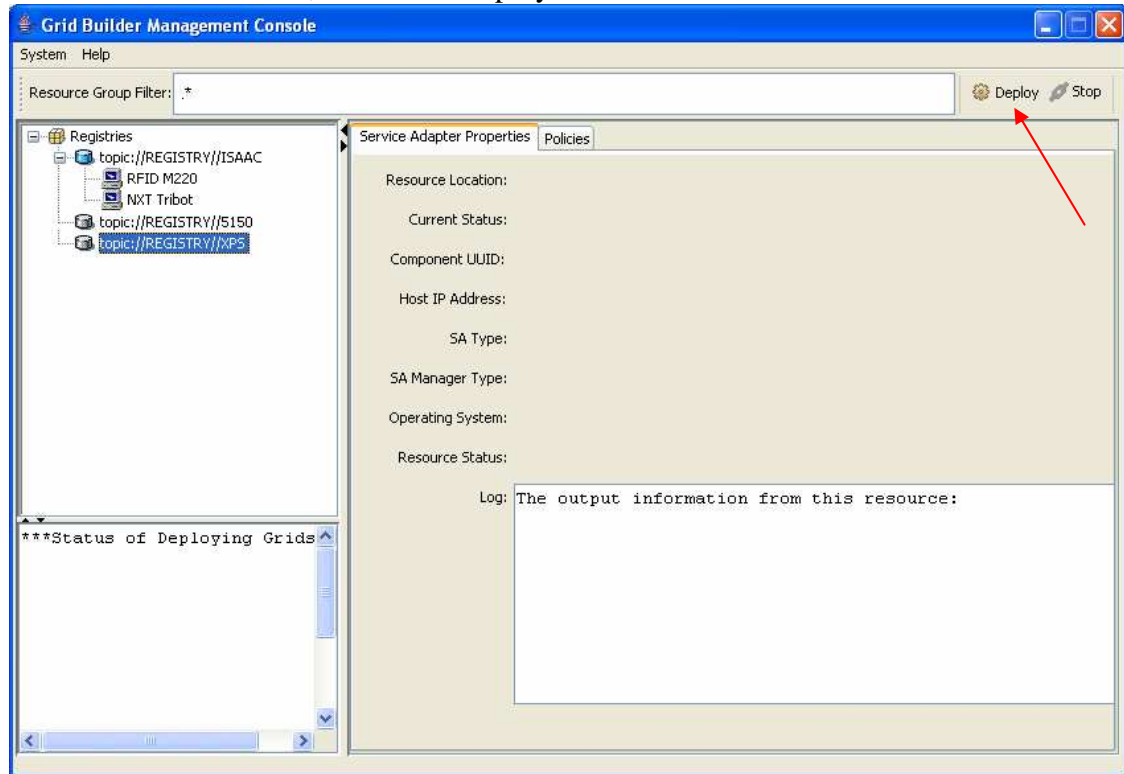 Grid Builder Management Console
System Help
Resource Group Filter: .*
Deploy Stop
Registries
topic://REGISTRY//ISAAC
RFID M220
NXT Tribot
topic://REGISTRY//5150
topic://REGISTRY//XPS
***Status of Deploying Grids
Service Adapter Properties Policies
Resource Location:
Current Status:
Component UUID:
Host IP Address:
SA Type:
SA Manager Type:
Operating System:
Resource Status:
Log: The output information from this resource: